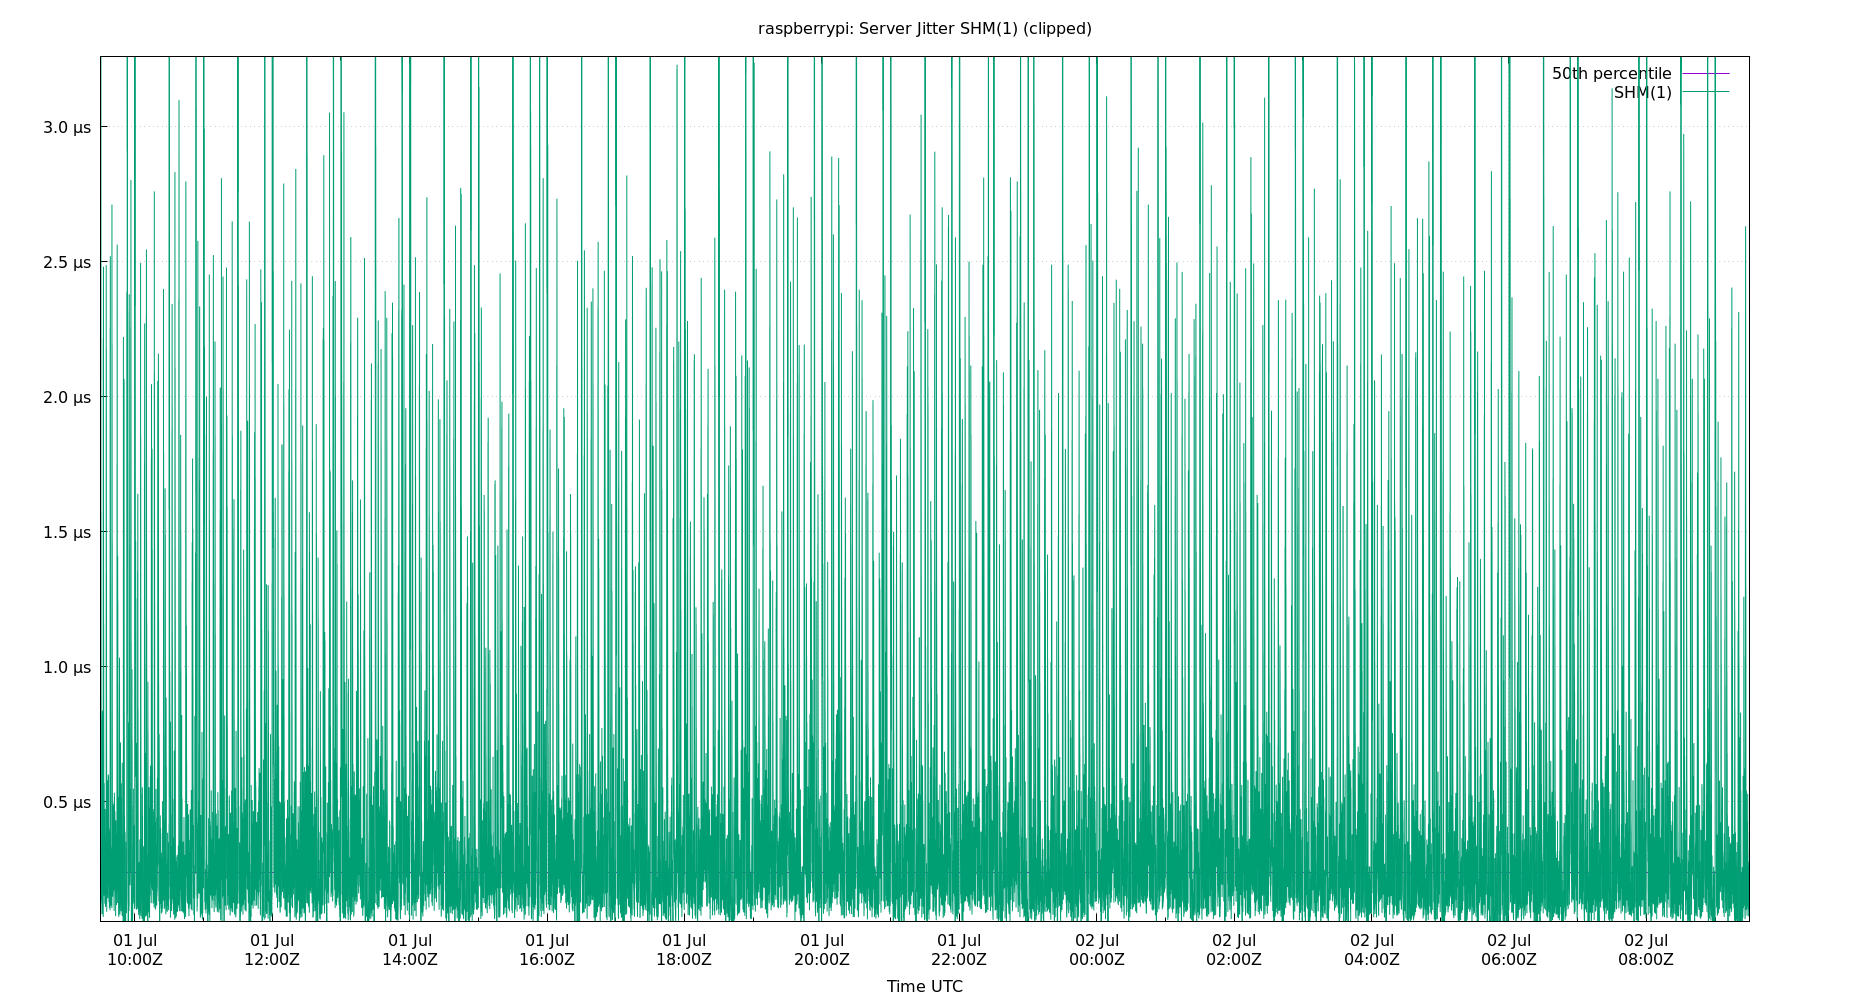 raspberrypi: Server Jitter SHM(1) (clipped)
50th percentile
SHM(1)
3.0 µs
2.5 µs
2.0 µs
1.5 µs
1.0 µs
0.5 µs
01 Jul 01 Jul 01 Jul 01 Jul 01 Jul 01 Jul 01 Jul 02 Jul 02 Jul 02 Jul 02 Jul 02 Jul
10:00Z 12:00Z 14:00Z 16:00Z 18:00Z 20:00Z 22:00Z 00:00Z 02:00Z 04:00Z 06:00Z 08:00Z
Time UTC